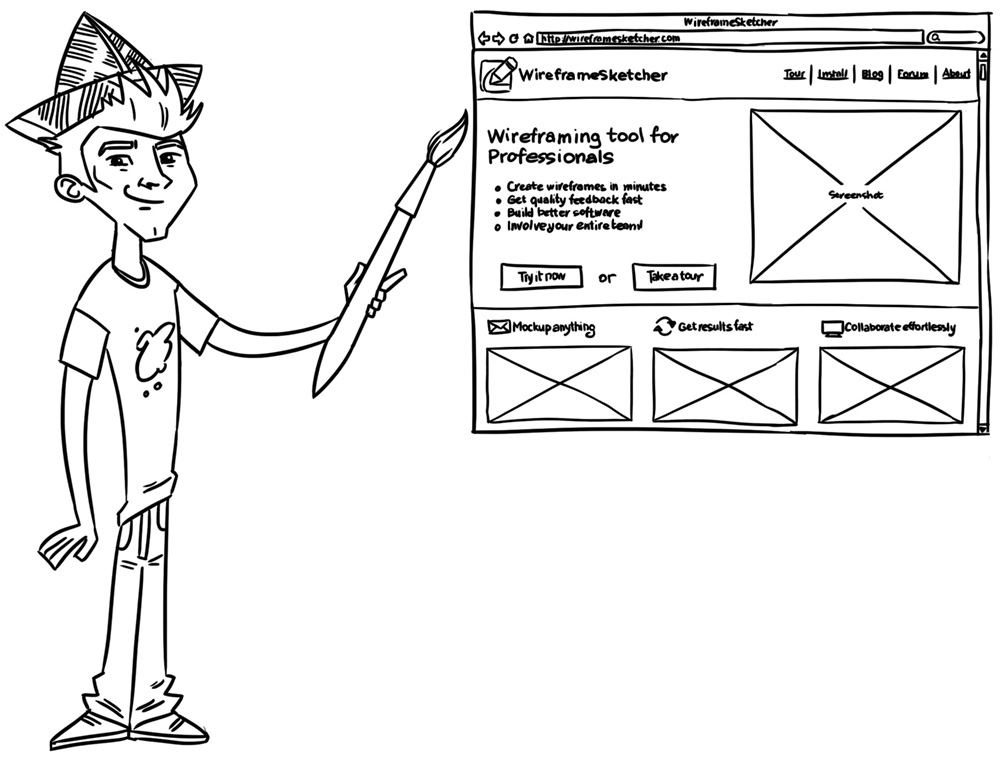 WireframeSketcher
http://wireframesketcher.com
WireframeSketcher
Tour | Install | Blog | Forum | About
Wireframing tool for
Professionals
• Create wireframes in minutes
• Get quality feedback fast
• Build better software
• Involve your entire team!
Screenshot
Try it now or Take a tour
Mockup anything
Get results fast
Collaborate effortlessly